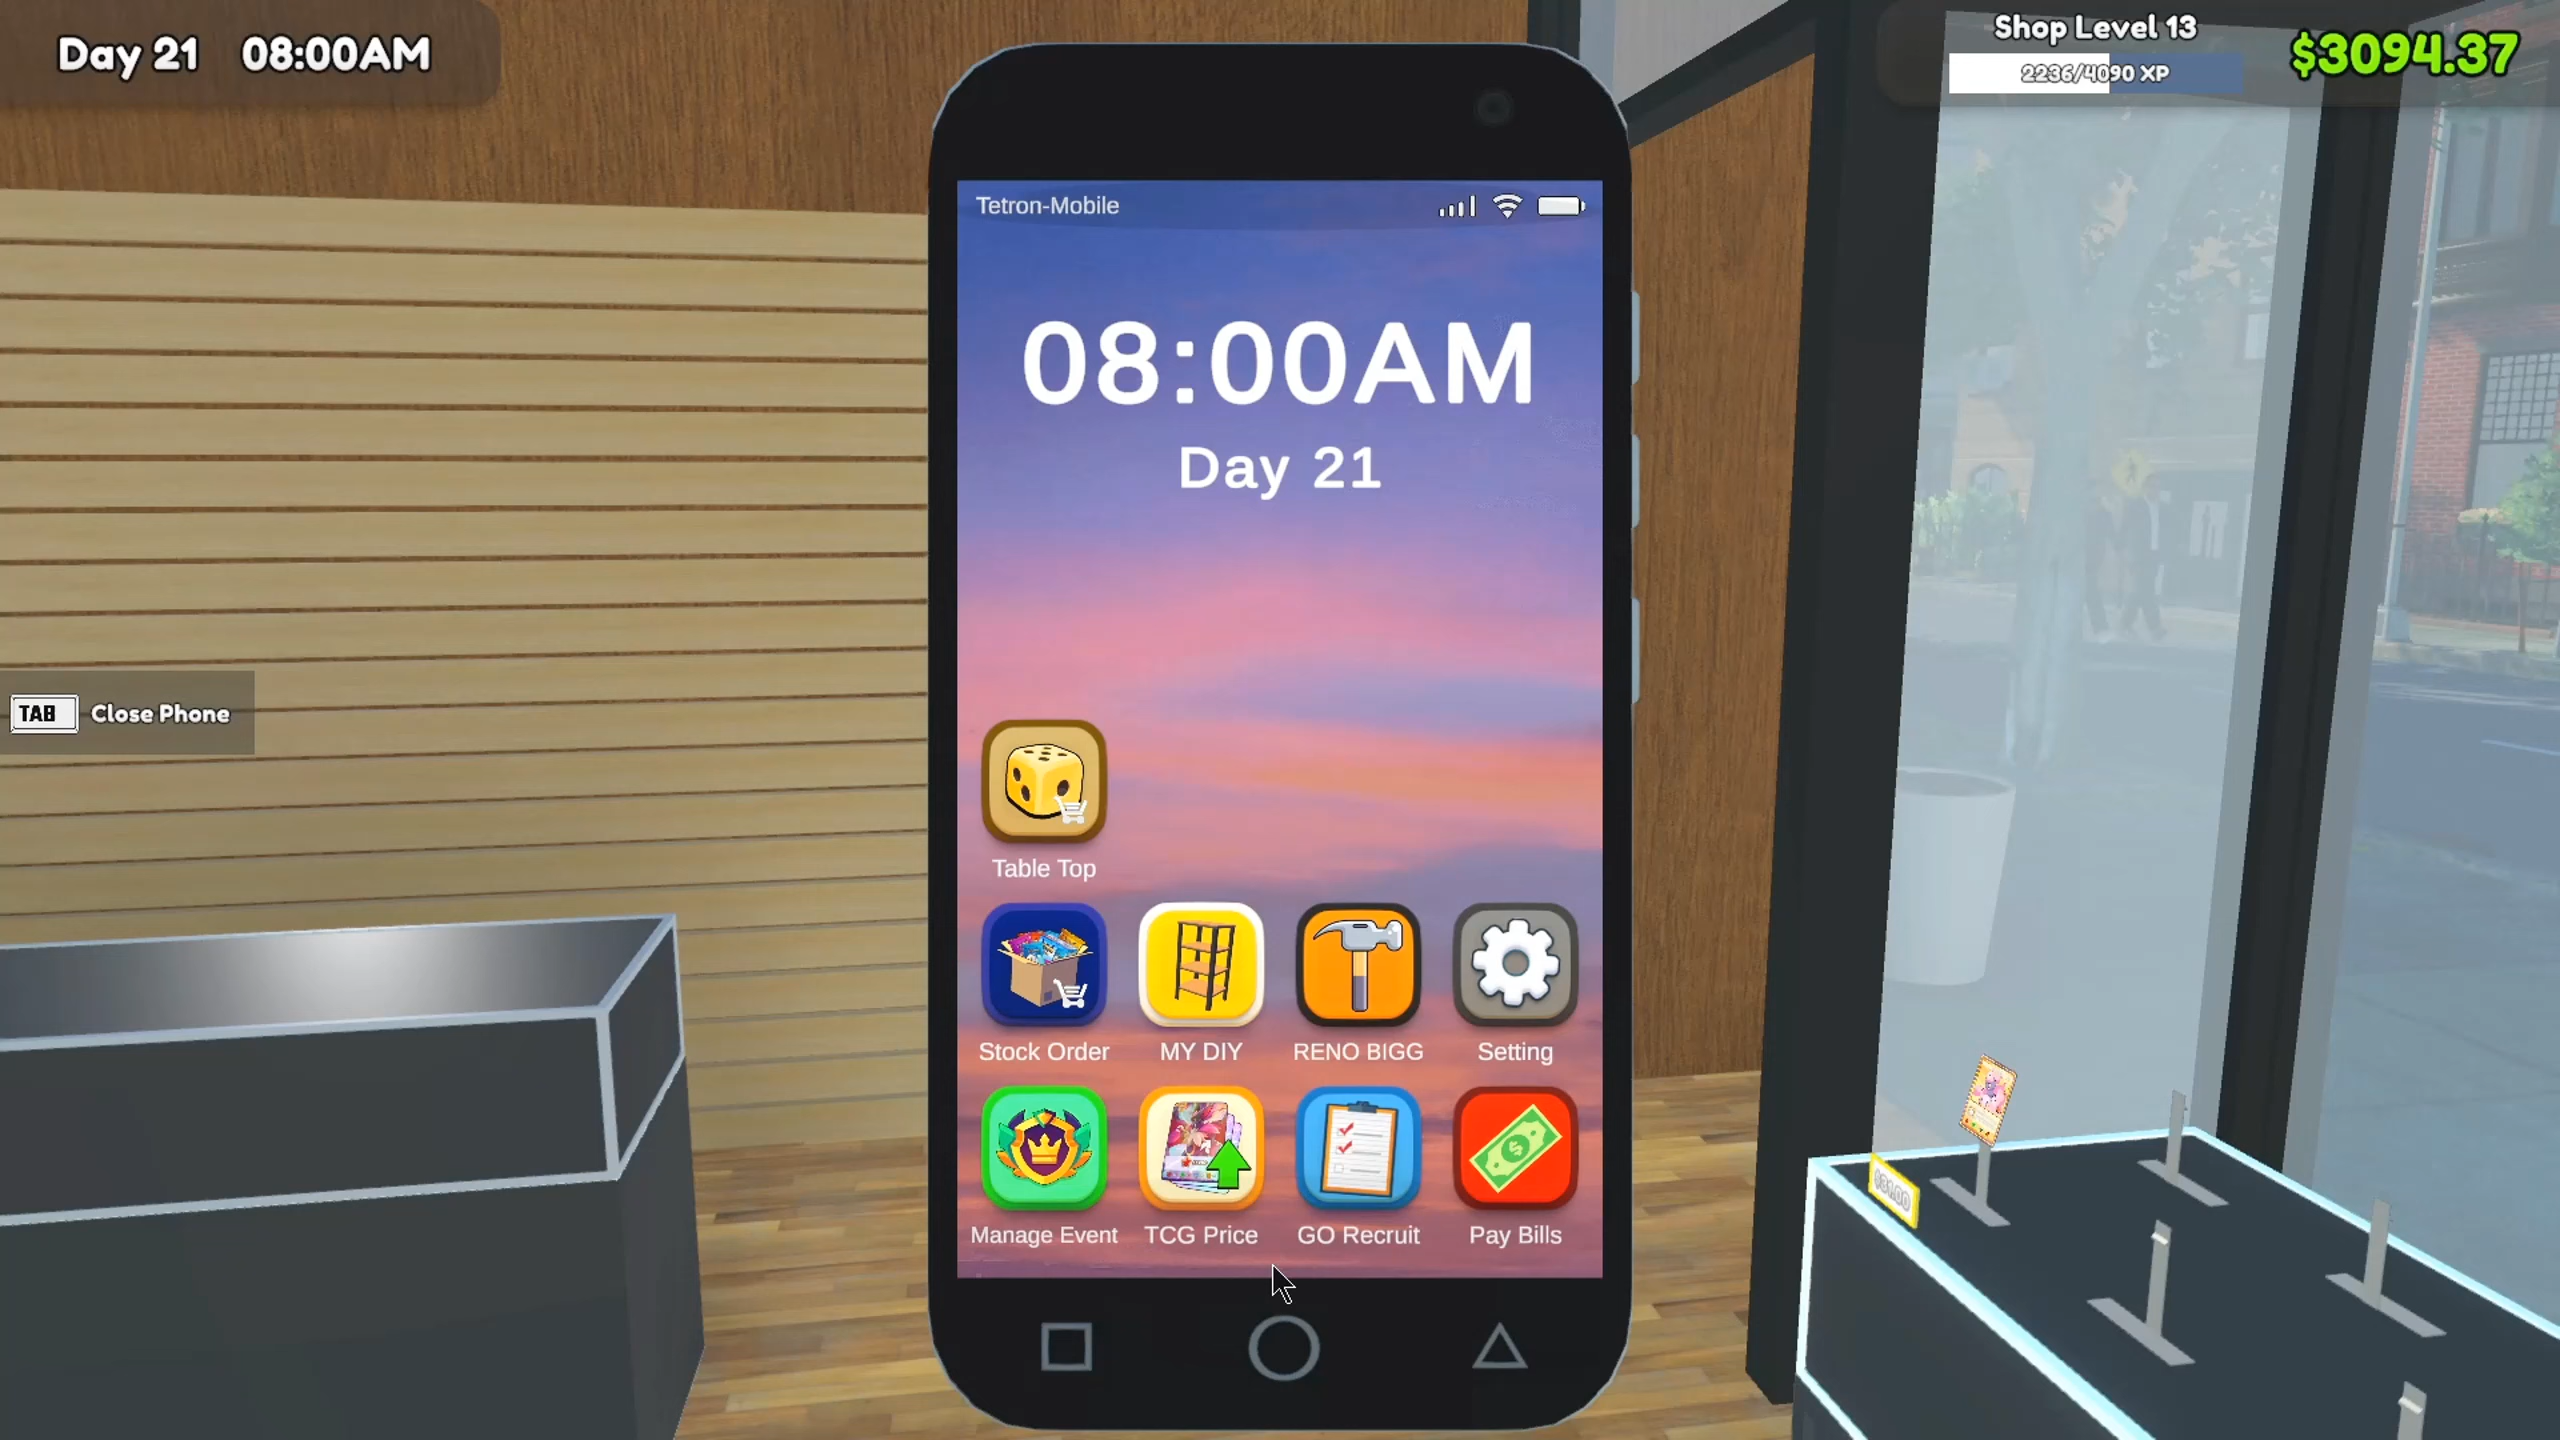 Day 21 08:00AM
Shop Level 13
2236/4090 XP
$3094.37
Tetron-Mobile
08:00AM
Day 21
TAB Close Phone
Table Top
Stock Order MY DIY RENO BIGG Setting
Manage Event TCG Price GO Recruit Pay Bills
$31.00